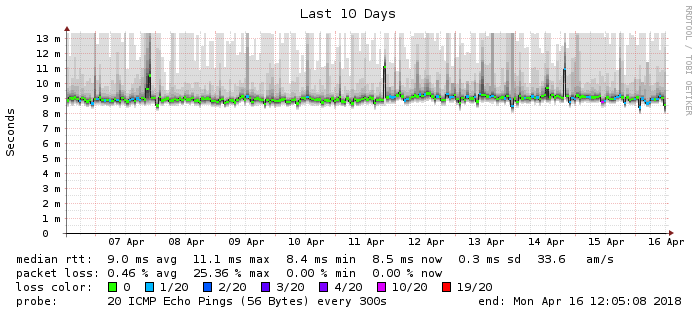 Last 10 Days
RRDTOOL / TOBI OETIKER
Seconds
13 m
12 m
11 m
10 m
9 m
8 m
7 m
6 m
5 m
4 m
3 m
2 m
1 m
0
07 Apr 08 Apr 09 Apr 10 Apr 11 Apr 12 Apr 13 Apr 14 Apr 15 Apr 16 Apr
median rtt: 9.0 ms avg 11.1 ms max 8.4 ms min 8.5 ms now 0.3 ms sd 33.6 am/s
packet loss: 0.46 % avg 25.36 % max 0.00 % min 0.00 % now
loss color: 0 1/20 2/20 3/20 4/20 10/20 19/20
probe: 20 ICMP Echo Pings (56 Bytes) every 300s end: Mon Apr 16 12:05:08 2018